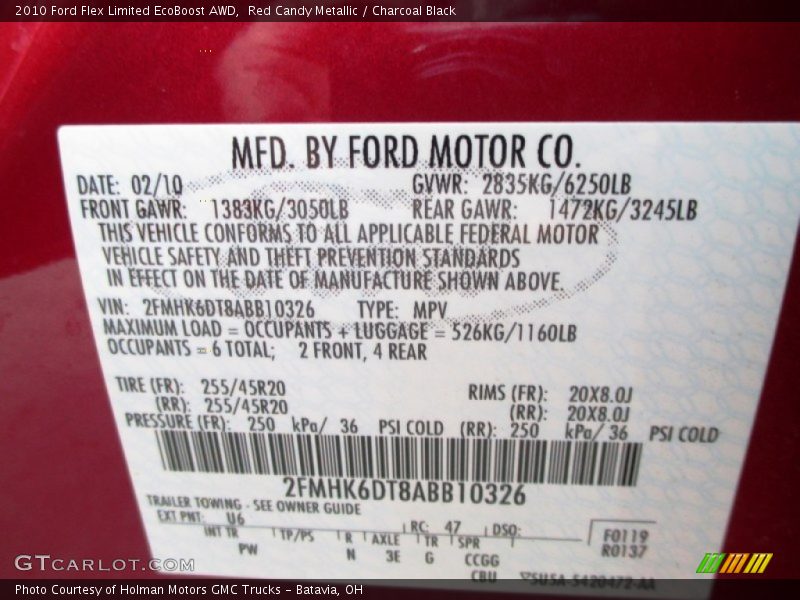 2010 Ford Flex Limited EcoBoost AWD,  Red Candy Metallic / Charcoal Black
MFD. BY FORD MOTOR CO.
DATE: 02/10 GVWR: 2835KG/6250LB
FRONT GAWR: 1383KG/3050LB REAR GAWR: 1472KG/3245LB
THIS VEHICLE CONFORMS TO ALL APPLICABLE FEDERAL MOTOR
VEHICLE SAFETY AND THEFT PREVENTION STANDARDS
IN EFFECT ON THE DATE OF MANUFACTURE SHOWN ABOVE.
VIN: 2FMHK6DT8ABB10326 TYPE: MPV
MAXIMUM LOAD = OCCUPANTS + LUGGAGE = 526KG/1160LB
OCCUPANTS = 6 TOTAL; 2 FRONT, 4 REAR
TIRE (FR): 255/45R20 RIMS (FR): 20X8.0J
(RR): 255/45R20 (RR): 20X8.0J
PRESSURE (FR): 250 kPa/ 36 PSI COLD (RR): 250 kPa/ 36 PSI COLD
2FMHK6DT8ABB10326
TRAILER TOWING - SEE OWNER GUIDE
EXT PNT: U6 RC: 47 DSO: F0119
INT TR TP/PS R AXLE TR SPR R0137
PW N 3E G CCGG
CBU
GTCARLOT.COM
Photo Courtesy of Holman Motors GMC Trucks - Batavia, OH